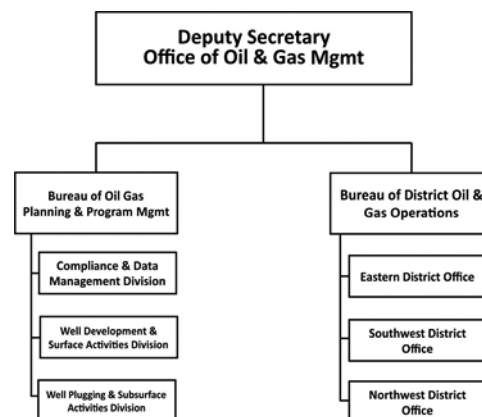 Deputy Secretary
Office of Oil & Gas Mgmt
Bureau of Oil Gas
Planning & Program Mgmt
Bureau of District Oil &
Gas Operations
Compliance & Data
Management Division
Eastern District Office
Well Development &
Surface Activities Division
Southwest District
Office
Well Plugging & Subsurface
Activities Division
Northwest District
Office